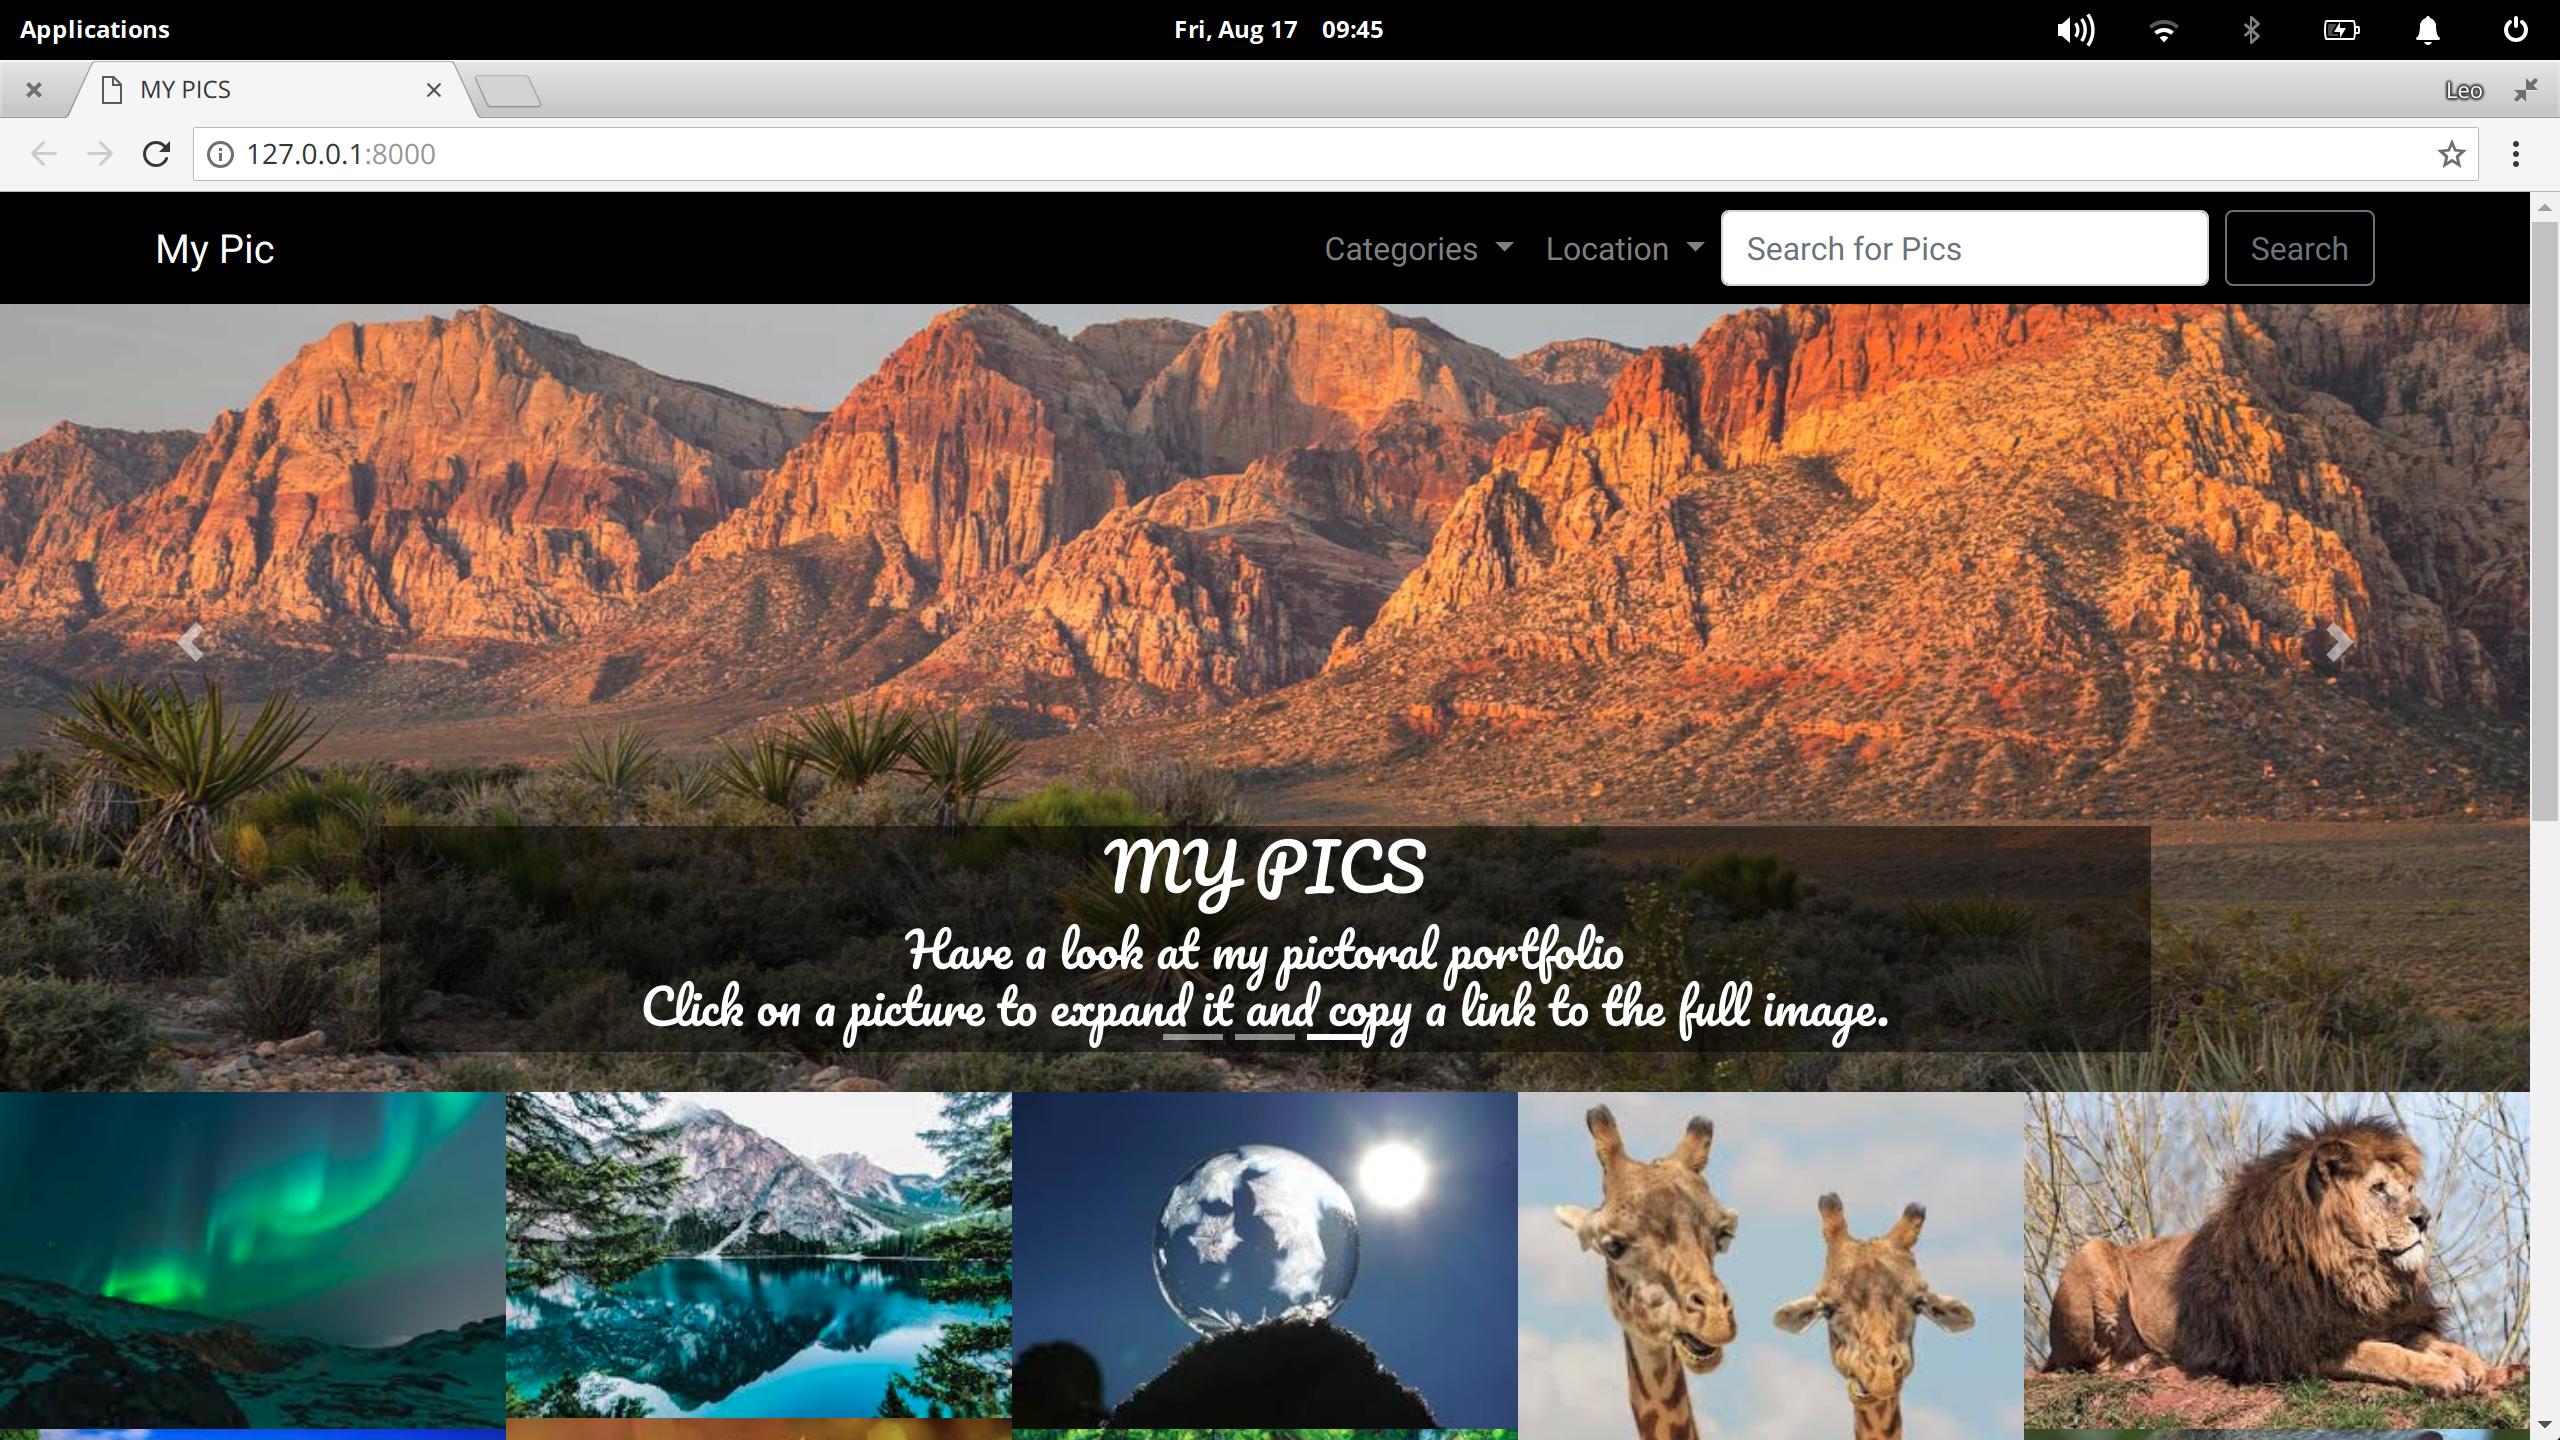 Applications
Fri, Aug 17 09:45
MY PICS
Leo
127.0.0.1:8000
My Pic
Categories
Location
Search for Pics
Search
MY PICS
Have a look at my pictoral portfolio
Click on a picture to expand it and copy a link to the full image.